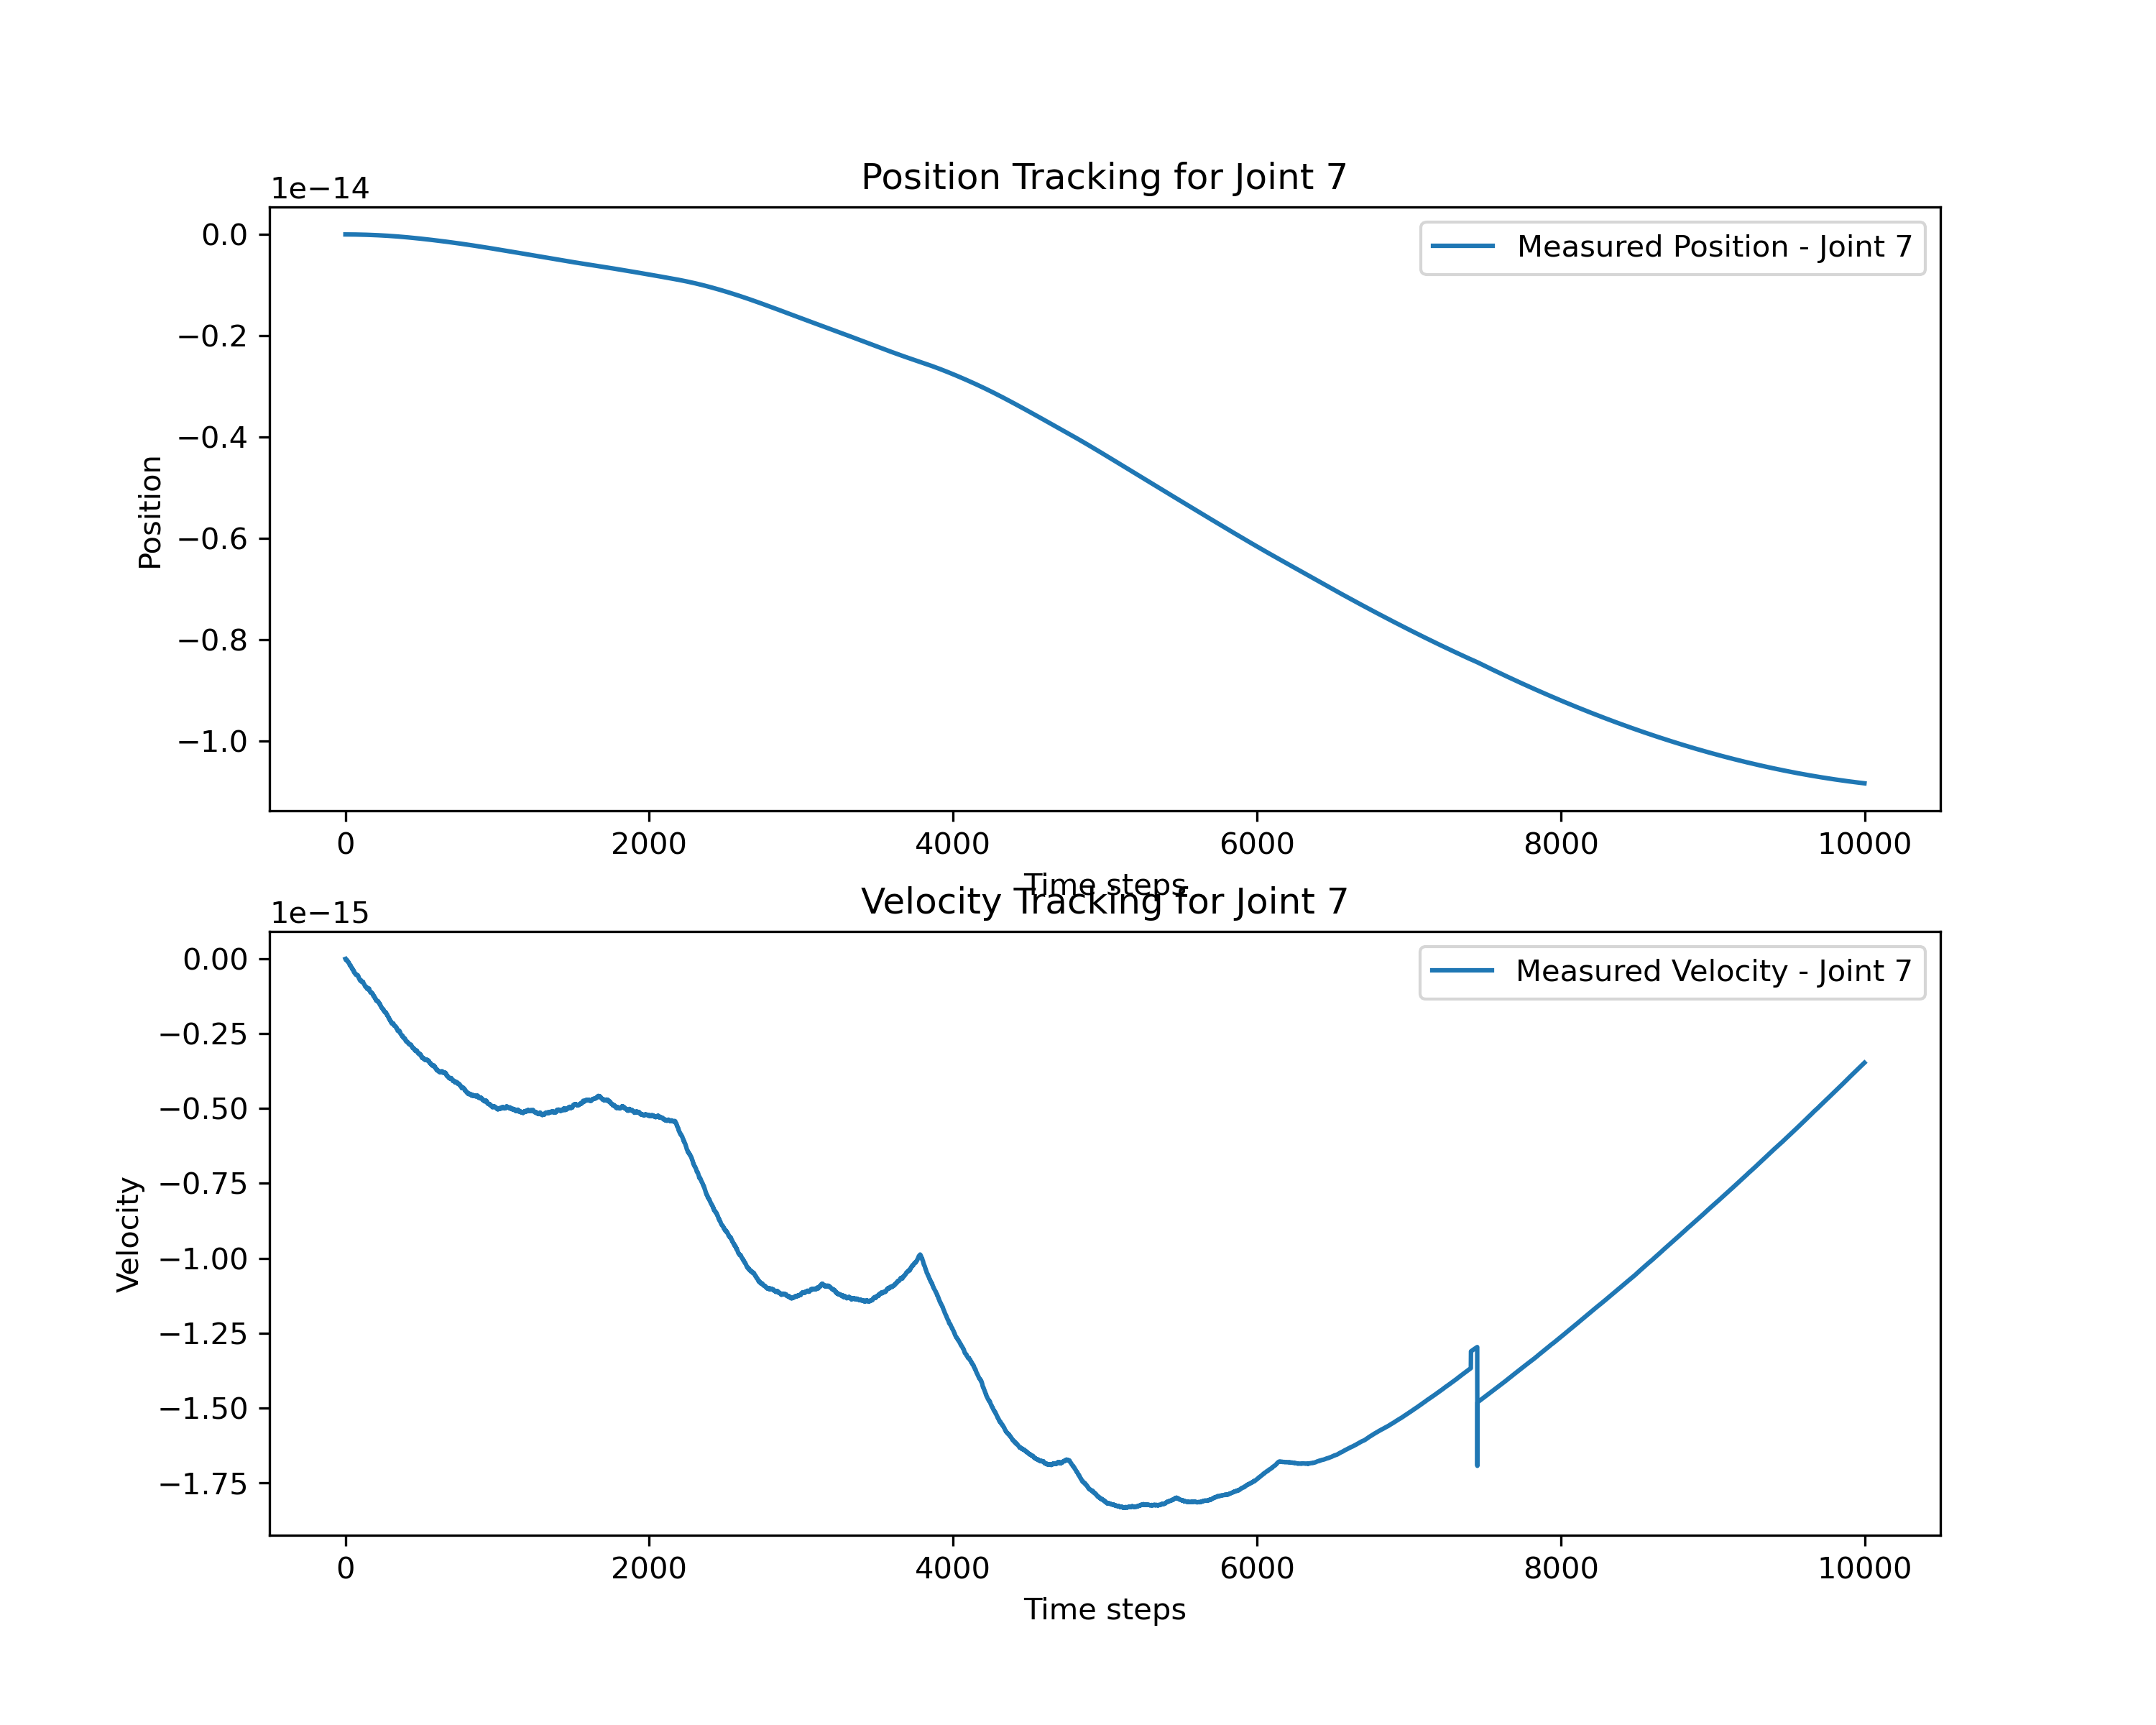 Position Tracking for Joint 7
1e−14
Measured Position - Joint 7
0.0
−0.2
−0.4
−0.6
−0.8
−1.0
Position
0 2000 4000 6000 8000 10000
Time steps
Velocity Tracking for Joint 7
1e−15
Measured Velocity - Joint 7
0.00
−0.25
−0.50
−0.75
−1.00
−1.25
−1.50
−1.75
Velocity
0 2000 4000 6000 8000 10000
Time steps